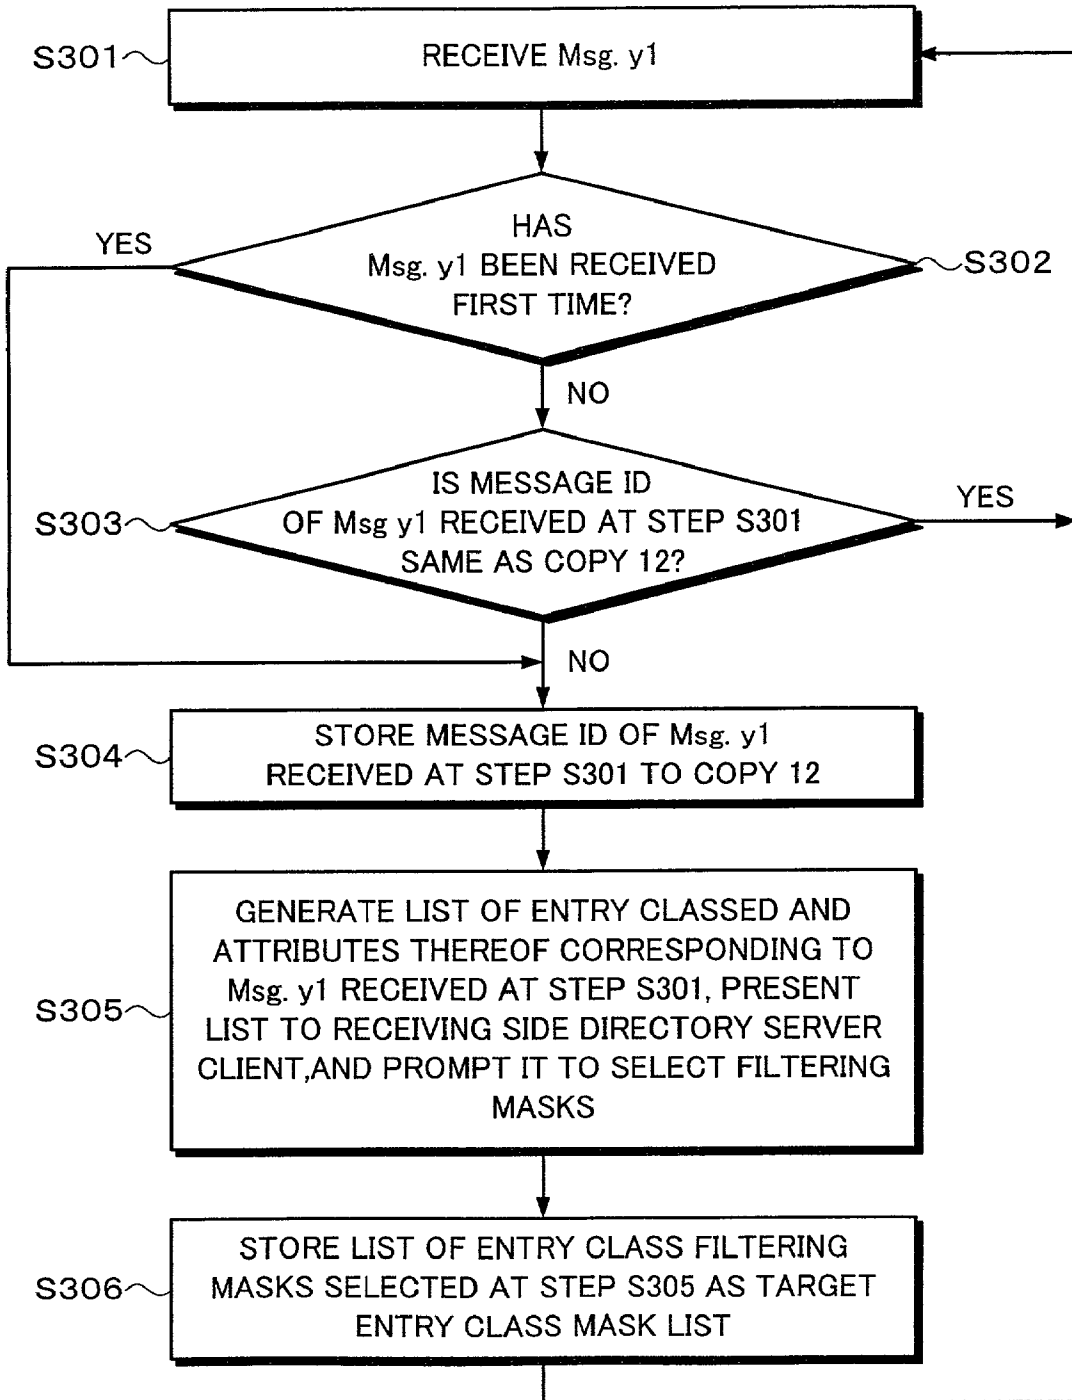 S301
RECEIVE Msg. y1
YES
HAS
Msg. y1 BEEN RECEIVED
FIRST TIME?
S302
NO
S303
IS MESSAGE ID
OF Msg y1 RECEIVED AT STEP S301
SAME AS COPY 12?
YES
NO
S304
STORE MESSAGE ID OF Msg. y1
RECEIVED AT STEP S301 TO COPY 12
S305
GENERATE LIST OF ENTRY CLASSED AND
ATTRIBUTES THEREOF CORRESPONDING TO
Msg. y1 RECEIVED AT STEP S301, PRESENT
LIST TO RECEIVING SIDE DIRECTORY SERVER
CLIENT,AND PROMPT IT TO SELECT FILTERING
MASKS
S306
STORE LIST OF ENTRY CLASS FILTERING
MASKS SELECTED AT STEP S305 AS TARGET
ENTRY CLASS MASK LIST